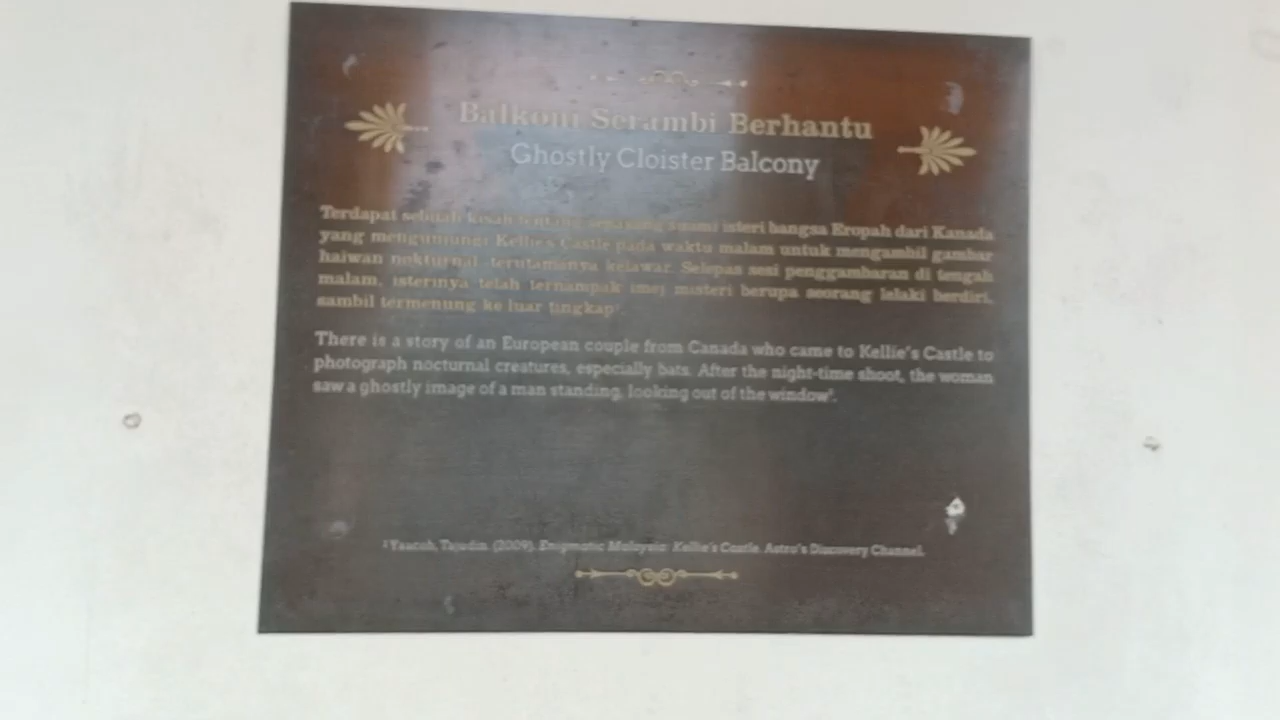 Balkoni Serambi Berhantu
Ghostly Cloister Balcony
Terdapat sebuah kisah tentang sepasang suami isteri bangsa Eropah dari Kanada
yang mengunjungi Kellie's Castle pada waktu malam untuk mengambil gambar
haiwan nokturnal, terutamanya kelawar. Selepas sesi penggambaran di tengah
malam, isterinya telah ternampak imej misteri berupa seorang lelaki berdiri,
sambil termenung ke luar tingkap¹.
There is a story of an European couple from Canada who came to Kellie's Castle to
photograph nocturnal creatures, especially bats. After the night-time shoot, the woman
saw a ghostly image of a man standing, looking out of the window¹.
¹ Yaacob, Tajudin. (2009). Enigmatic Malaysia: Kellie's Castle. Astro's Discovery Channel.